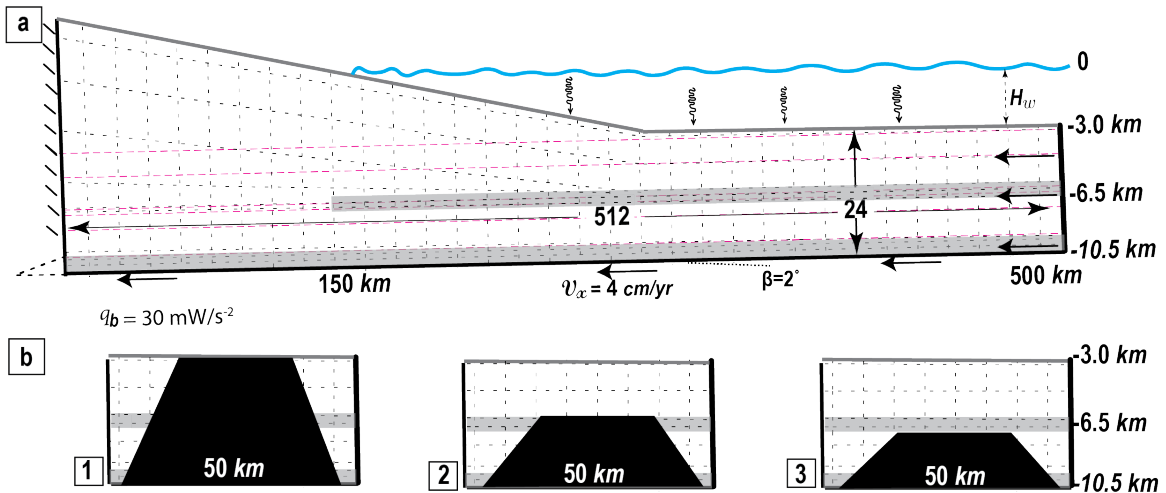 a
0
H_w
-3.0 km
-6.5 km
512
24
-10.5 km
150 km
v_x = 4 cm/yr
β=2°
500 km
q_b = 30 mW/s⁻²
b
-3.0 km
-6.5 km
1
50 km
2
50 km
3
50 km
-10.5 km